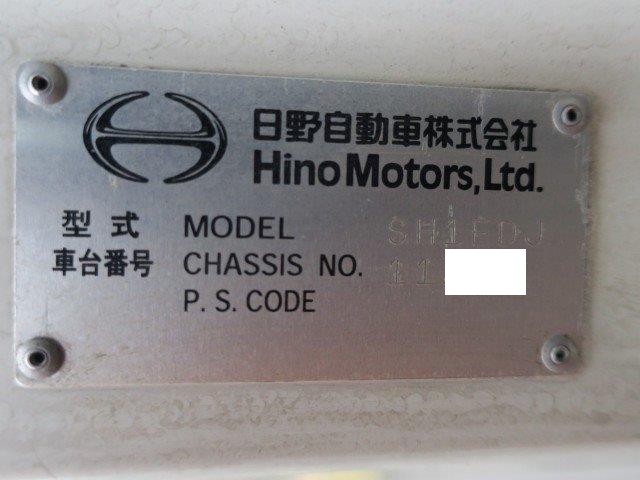 日野自動車株式会社
Hino Motors, Ltd.
型式 MODEL SH1FDJ
車台番号 CHASSIS NO. 11
P. S. CODE